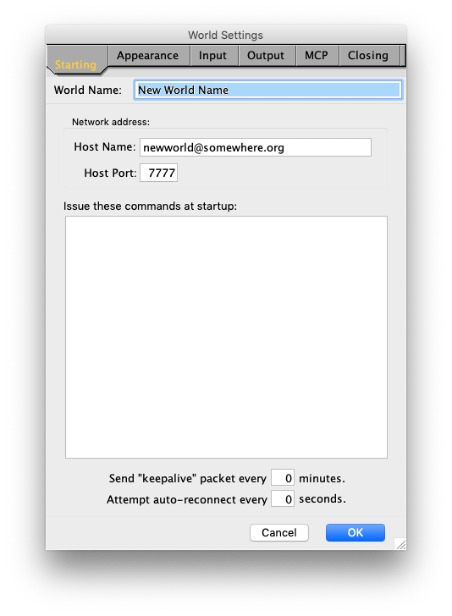 World Settings
Starting Appearance Input Output MCP Closing
World Name: New World Name
Network address:
Host Name: newworld@somewhere.org
Host Port: 7777
Issue these commands at startup:
Send "keepalive" packet every 0 minutes.
Attempt auto-reconnect every 0 seconds.
Cancel OK